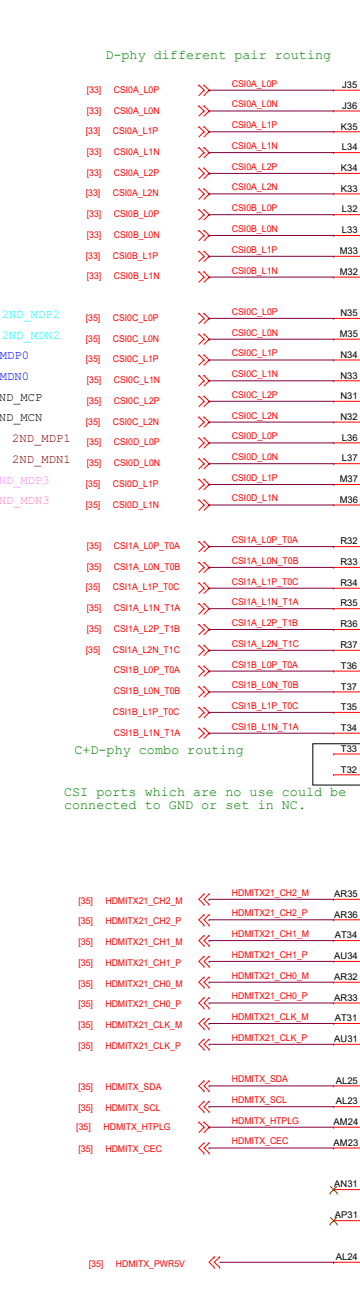 D-phy different pair routing
[33] CSI0A_L0P CSI0A_L0P J35
[33] CSI0A_L0N CSI0A_L0N J36
[33] CSI0A_L1P CSI0A_L1P K35
[33] CSI0A_L1N CSI0A_L1N L34
[33] CSI0A_L2P CSI0A_L2P K34
[33] CSI0A_L2N CSI0A_L2N K33
[33] CSI0B_L0P CSI0B_L0P L32
[33] CSI0B_L0N CSI0B_L0N L33
[33] CSI0B_L1P CSI0B_L1P M33
[33] CSI0B_L1N CSI0B_L1N M32
2ND_MDP2 [35] CSI0C_L0P CSI0C_L0P N35
2ND_MDN2 [35] CSI0C_L0N CSI0C_L0N M35
MDP0 [35] CSI0C_L1P CSI0C_L1P N34
MDN0 [35] CSI0C_L1N CSI0C_L1N N33
ND_MCP [35] CSI0C_L2P CSI0C_L2P N31
ND_MCN [35] CSI0C_L2N CSI0C_L2N N32
2ND_MDP1 [35] CSI0D_L0P CSI0D_L0P L36
2ND_MDN1 [35] CSI0D_L0N CSI0D_L0N L37
ND_MDP3 [35] CSI0D_L1P CSI0D_L1P M37
ND_MDN3 [35] CSI0D_L1N CSI0D_L1N M36
[35] CSI1A_L0P_T0A CSI1A_L0P_T0A R32
[35] CSI1A_L0N_T0B CSI1A_L0N_T0B R33
[35] CSI1A_L1P_T0C CSI1A_L1P_T0C R34
[35] CSI1A_L1N_T1A CSI1A_L1N_T1A R35
[35] CSI1A_L2P_T1B CSI1A_L2P_T1B R36
[35] CSI1A_L2N_T1C CSI1A_L2N_T1C R37
CSI1B_L0P_T0A CSI1B_L0P_T0A T36
CSI1B_L0N_T0B CSI1B_L0N_T0B T37
CSI1B_L1P_T0C CSI1B_L1P_T0C T35
CSI1B_L1N_T1A CSI1B_L1N_T1A T34
C+D-phy combo routing T33
T32
CSI ports which are no use could be
connected to GND or set in NC.
[35] HDMITX21_CH2_M HDMITX21_CH2_M AR35
[35] HDMITX21_CH2_P HDMITX21_CH2_P AR36
[35] HDMITX21_CH1_M HDMITX21_CH1_M AT34
[35] HDMITX21_CH1_P HDMITX21_CH1_P AU34
[35] HDMITX21_CH0_M HDMITX21_CH0_M AR32
[35] HDMITX21_CH0_P HDMITX21_CH0_P AR33
[35] HDMITX21_CLK_M HDMITX21_CLK_M AT31
[35] HDMITX21_CLK_P HDMITX21_CLK_P AU31
[35] HDMITX_SDA HDMITX_SDA AL25
[35] HDMITX_SCL HDMITX_SCL AL23
[35] HDMITX_HTPLG HDMITX_HTPLG AM24
[35] HDMITX_CEC HDMITX_CEC AM23
AN31
AP31
[35] HDMITX_PWR5V AL24